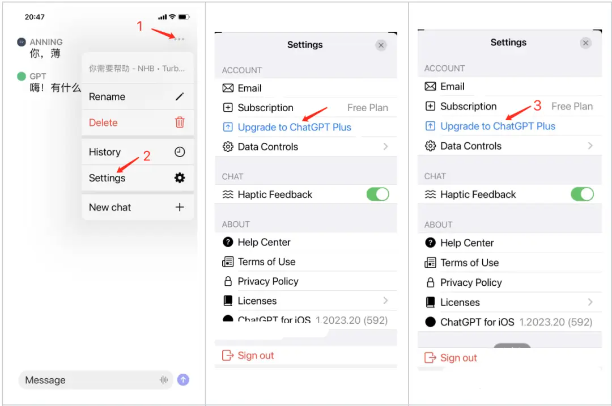 20:47
1
ANNING
你，薄
GPT
嗨！有什么
你需要帮助 - NHB • Turb...
Rename
Delete
History
2
Settings
New chat
Message
Settings
ACCOUNT
Email
Subscription Free Plan
Upgrade to ChatGPT Plus
Data Controls
CHAT
Haptic Feedback
ABOUT
Help Center
Terms of Use
Privacy Policy
Licenses
ChatGPT for iOS 1.2023.20 (592)
Sign out
Settings
ACCOUNT
Email
Subscription Free Plan
3
Upgrade to ChatGPT Plus
Data Controls
CHAT
Haptic Feedback
ABOUT
Help Center
Terms of Use
Privacy Policy
Licenses
ChatGPT for iOS 1.2023.20 (592)
Sign out